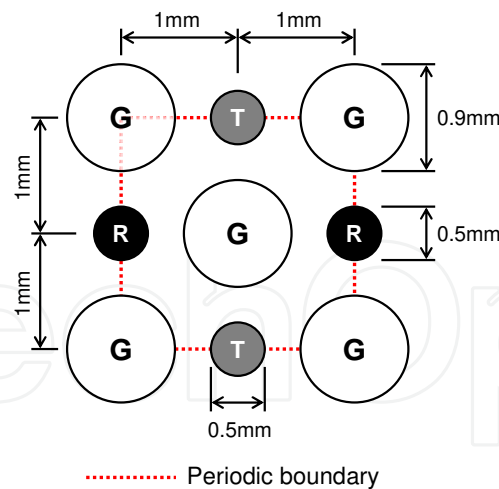 1mm 1mm
G T G
0.9mm
1mm
R G R
0.5mm
1mm
G T G
0.5mm
Periodic boundary